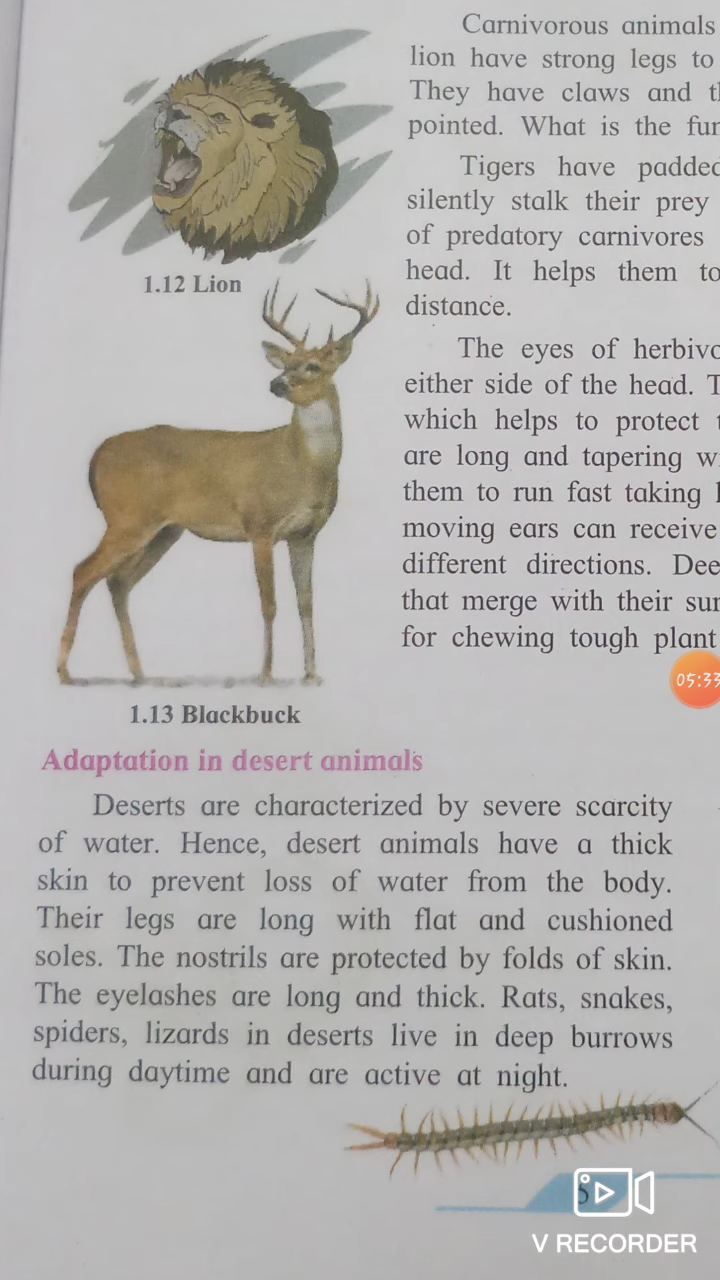 Carnivorous animals
lion have strong legs to
They have claws and
pointed. What is the
Tigers have padded
silently stalk their prey
of predatory carnivores
head. It helps them to
distance.
1.12 Lion
The eyes of
either side of the head.
which helps to protect
are long and tapering
them to run fast taking
moving ears can receive
different directions.
that merge with their
for chewing tough plant
05:33
1.13 Blackbuck
Adaptation in desert animals
Deserts are characterized by severe scarcity
of water. Hence, desert animals have a thick
skin to prevent loss of water from the body.
Their legs are long with flat and cushioned
soles. The nostrils are protected by folds of skin.
The eyelashes are long and thick. Rats, snakes,
spiders, lizards in deserts live in deep burrows
during daytime and are active at night.
5
V RECORDER